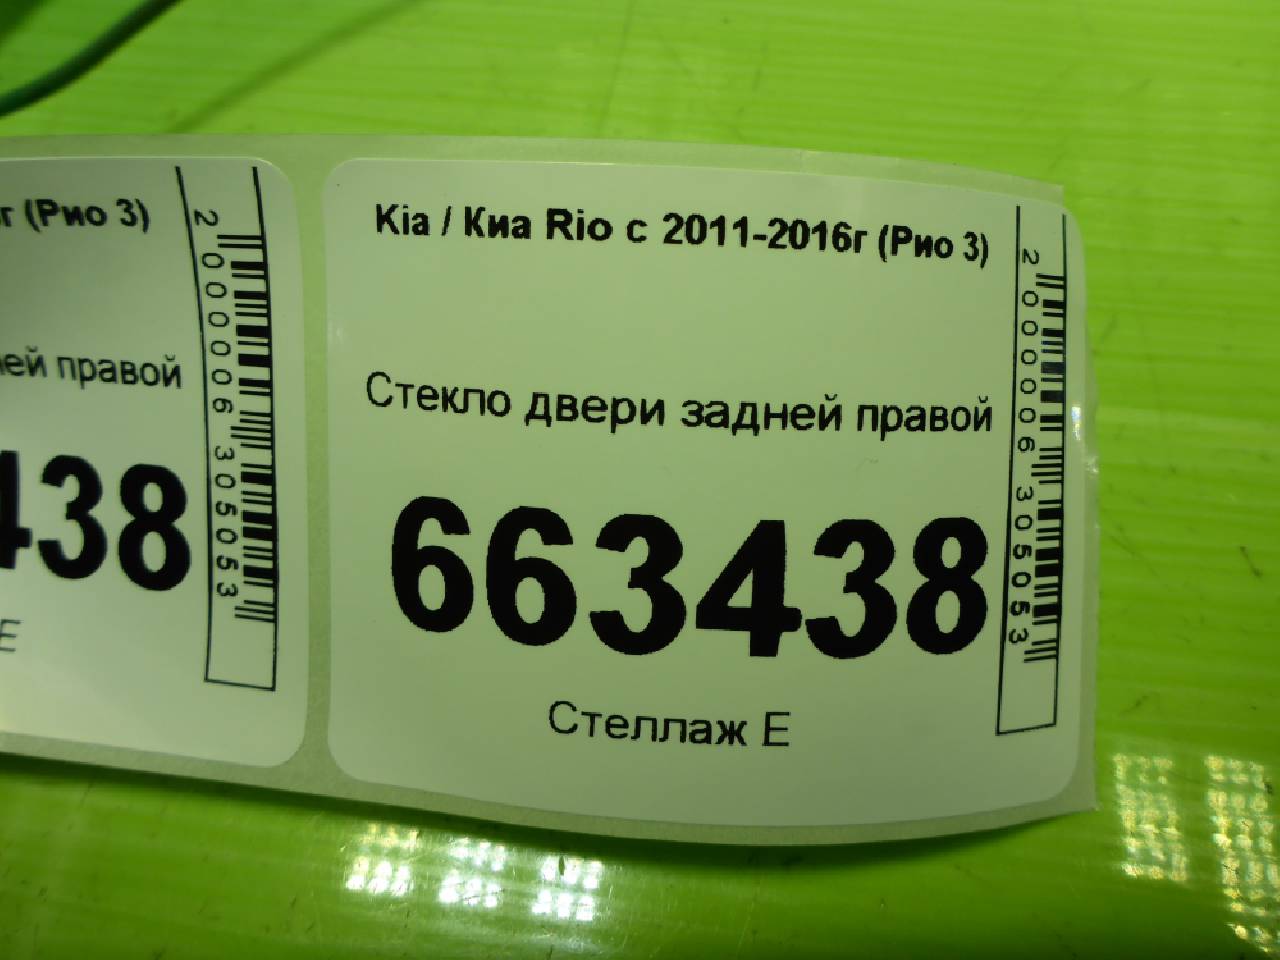 г (Рио 3)
ней правой
438
Е
2000006305053
Kia / Киа Rio с 2011-2016г (Рио 3)
Стекло двери задней правой
663438
Стеллаж Е
2000006305053